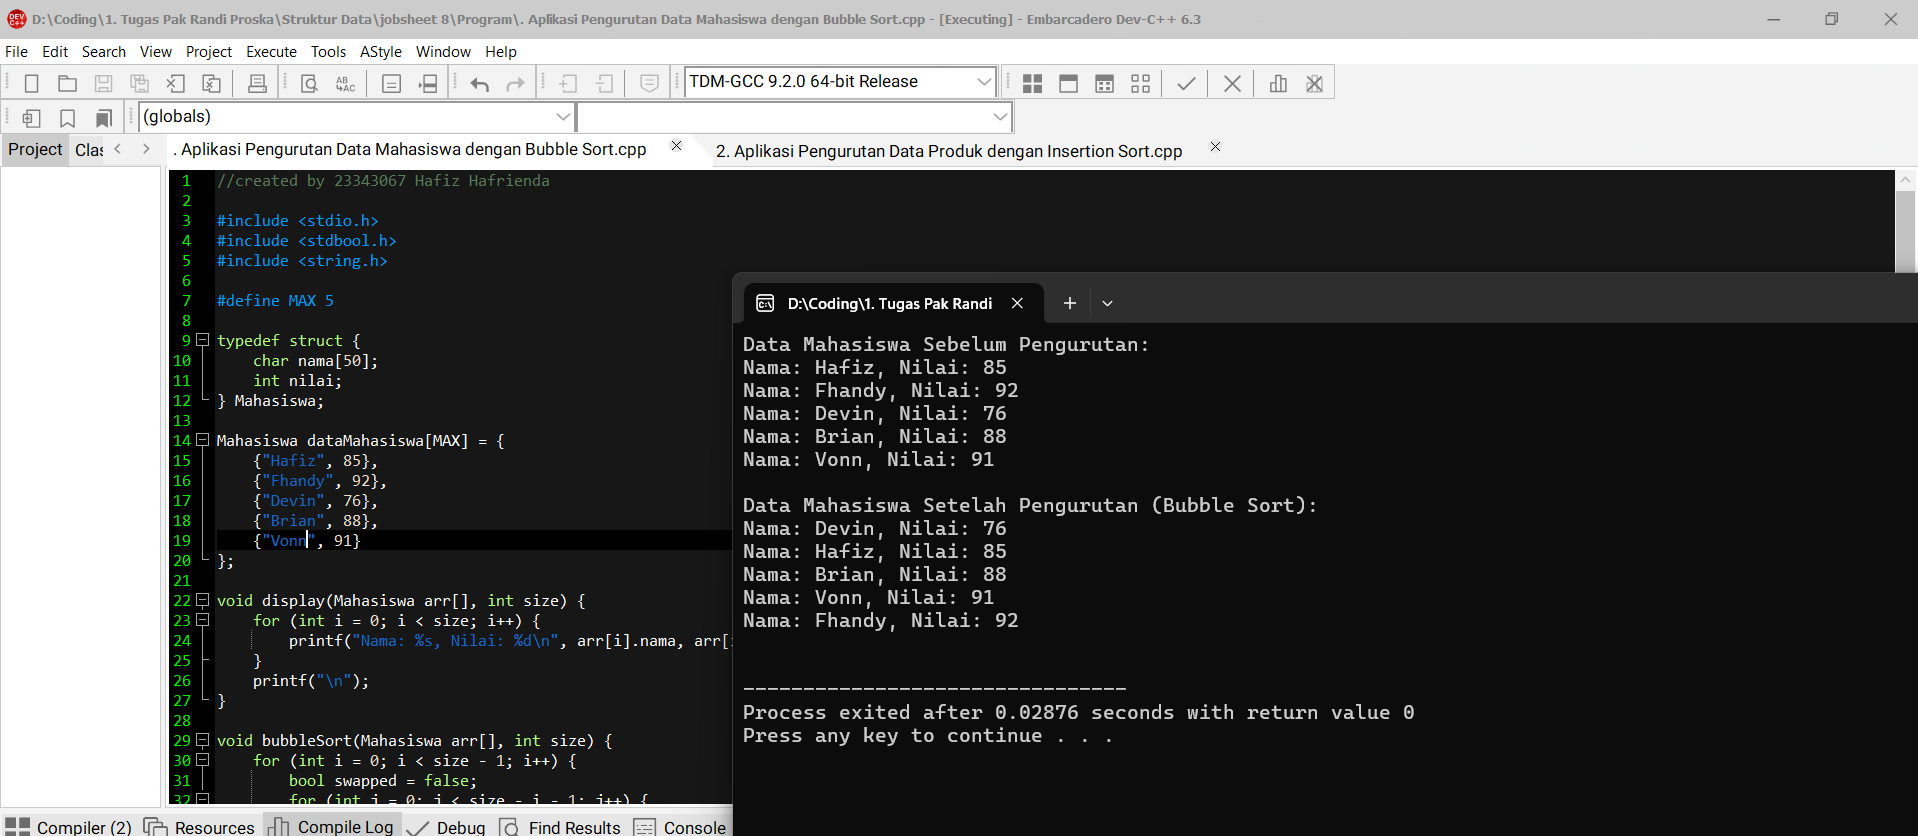 D:\Coding\1. Tugas Pak Randi Proska\Struktur Data\jobsheet 8\Program\. Aplikasi Pengurutan Data Mahasiswa dengan Bubble Sort.cpp - [Executing] - Embarcadero Dev-C++ 6.3
File Edit Search View Project Execute Tools AStyle Window Help
TDM-GCC 9.2.0 64-bit Release
(globals)
Project Clas . Aplikasi Pengurutan Data Mahasiswa dengan Bubble Sort.cpp 2. Aplikasi Pengurutan Data Produk dengan Insertion Sort.cpp
1 //created by 23343067 Hafiz Hafrienda
2
3 #include <stdio.h>
4 #include <stdbool.h>
5 #include <string.h>
6
7 #define MAX 5
8
9 typedef struct {
10 char nama[50];
11 int nilai;
12 } Mahasiswa;
13
14 Mahasiswa dataMahasiswa[MAX] = {
15 {"Hafiz", 85},
16 {"Fhandy", 92},
17 {"Devin", 76},
18 {"Brian", 88},
19 {"Vonn", 91}
20 };
21
22 void display(Mahasiswa arr[], int size) {
23 for (int i = 0; i < size; i++) {
24 printf("Nama: %s, Nilai: %d\n", arr[i].nama, arr[
25 }
26 printf("\n");
27 }
28
29 void bubbleSort(Mahasiswa arr[], int size) {
30 for (int i = 0; i < size - 1; i++) {
31 bool swapped = false;
32 for (int j = 0; j < size - i - 1; j++) {
D:\Coding\1. Tugas Pak Randi
Data Mahasiswa Sebelum Pengurutan:
Nama: Hafiz, Nilai: 85
Nama: Fhandy, Nilai: 92
Nama: Devin, Nilai: 76
Nama: Brian, Nilai: 88
Nama: Vonn, Nilai: 91
Data Mahasiswa Setelah Pengurutan (Bubble Sort):
Nama: Devin, Nilai: 76
Nama: Hafiz, Nilai: 85
Nama: Brian, Nilai: 88
Nama: Vonn, Nilai: 91
Nama: Fhandy, Nilai: 92
--------------------------------
Process exited after 0.02876 seconds with return value 0
Press any key to continue . . .
Compiler (2) Resources Compile Log Debug Find Results Console